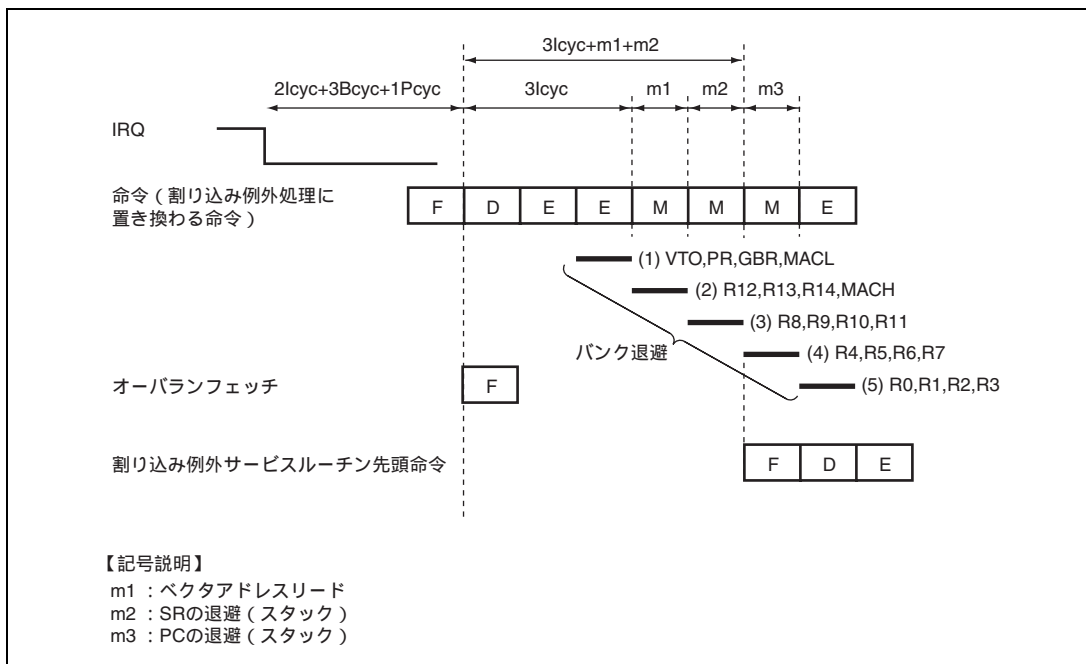 3Icyc+m1+m2
2Icyc+3Bcyc+1Pcyc
3Icyc
m1
m2
m3
IRQ
命令（割り込み例外処理に
置き換わる命令）
F D E E M M M E
(1) VTO,PR,GBR,MACL
(2) R12,R13,R14,MACH
(3) R8,R9,R10,R11
バンク退避
(4) R4,R5,R6,R7
(5) R0,R1,R2,R3
オーバランフェッチ
F
割り込み例外サービスルーチン先頭命令
F D E
【記号説明】
m1 ：ベクタアドレスリード
m2 ：SRの退避（スタック）
m3 ：PCの退避（スタック）